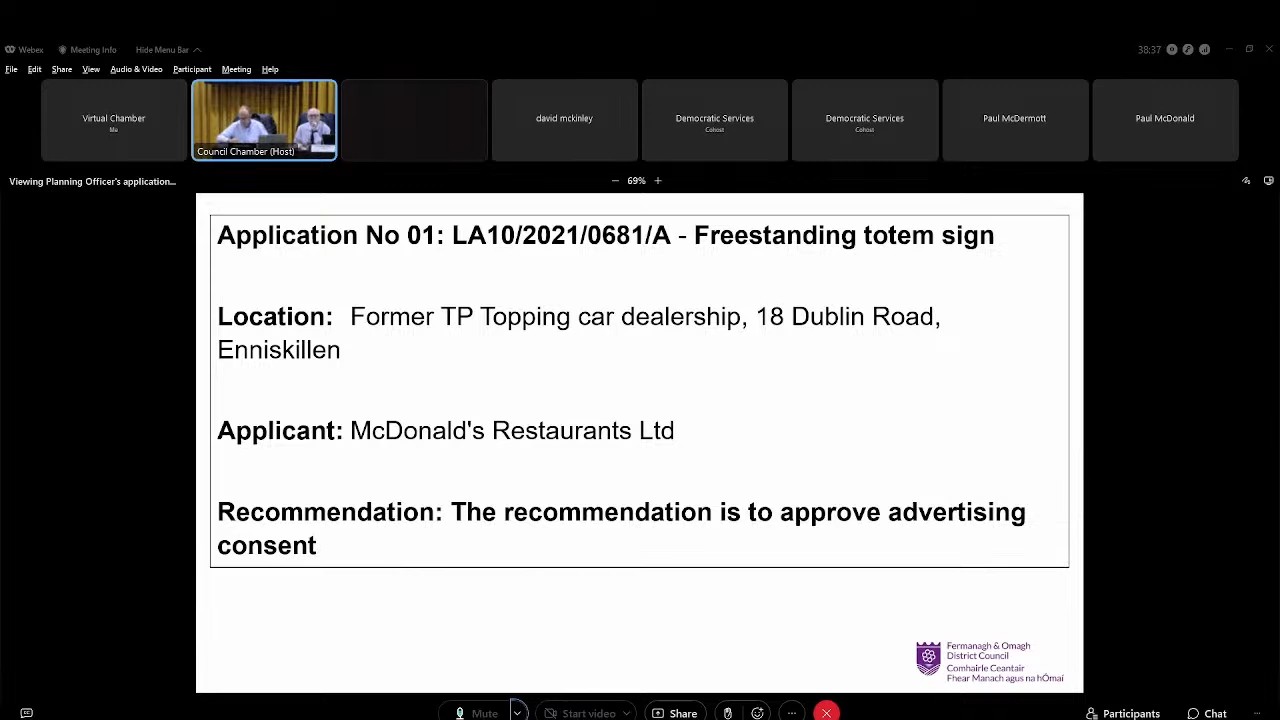 Webex
Meeting Info
Hide Menu Bar
38:37
File
Edit
Share
View
Audio & Video
Participant
Meeting
Help
Virtual Chamber
Me
Council Chamber (Host)
david mckinley
Democratic Services
Cohost
Democratic Services
Cohost
Paul McDermott
Paul McDonald
Viewing Planning Officer's application...
69%
Application No 01: LA10/2021/0681/A - Freestanding totem sign
Location: Former TP Topping car dealership, 18 Dublin Road,
Enniskillen
Applicant: McDonald's Restaurants Ltd
Recommendation: The recommendation is to approve advertising
consent
Fermanagh & Omagh
District Council
Comhairle Ceantair
Fhear Manach agus na hÓmaí
Mute
Start video
Share
Participants
Chat